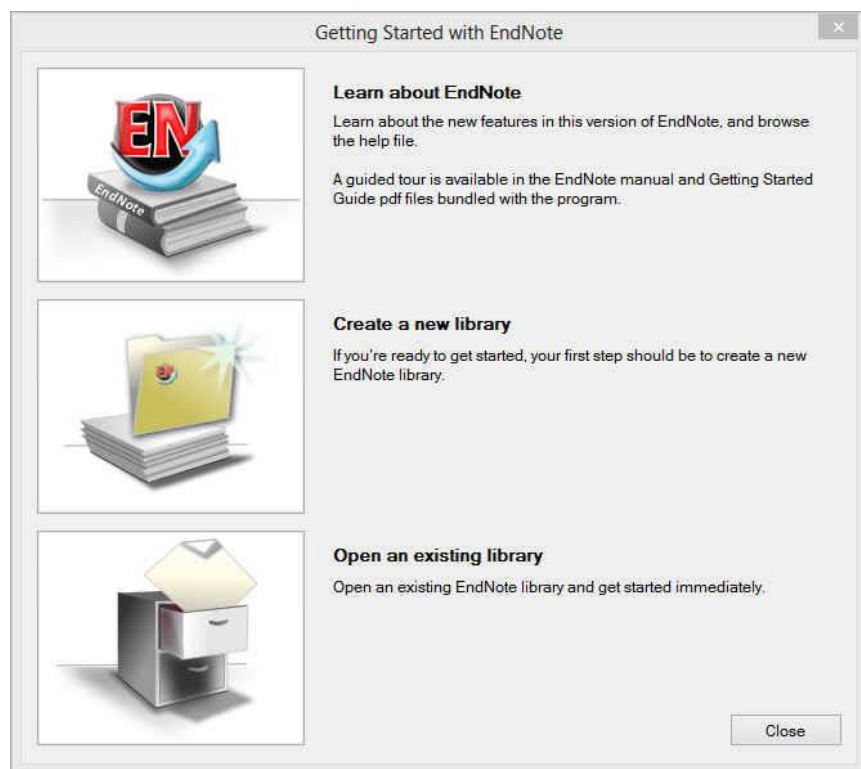 Getting Started with EndNote
EN
EndNote
Learn about EndNote
Learn about the new features in this version of EndNote, and browse
the help file.
A guided tour is available in the EndNote manual and Getting Started
Guide pdf files bundled with the program.
EN
Create a new library
If you're ready to get started, your first step should be to create a new
EndNote library.
Open an existing library
Open an existing EndNote library and get started immediately.
Close